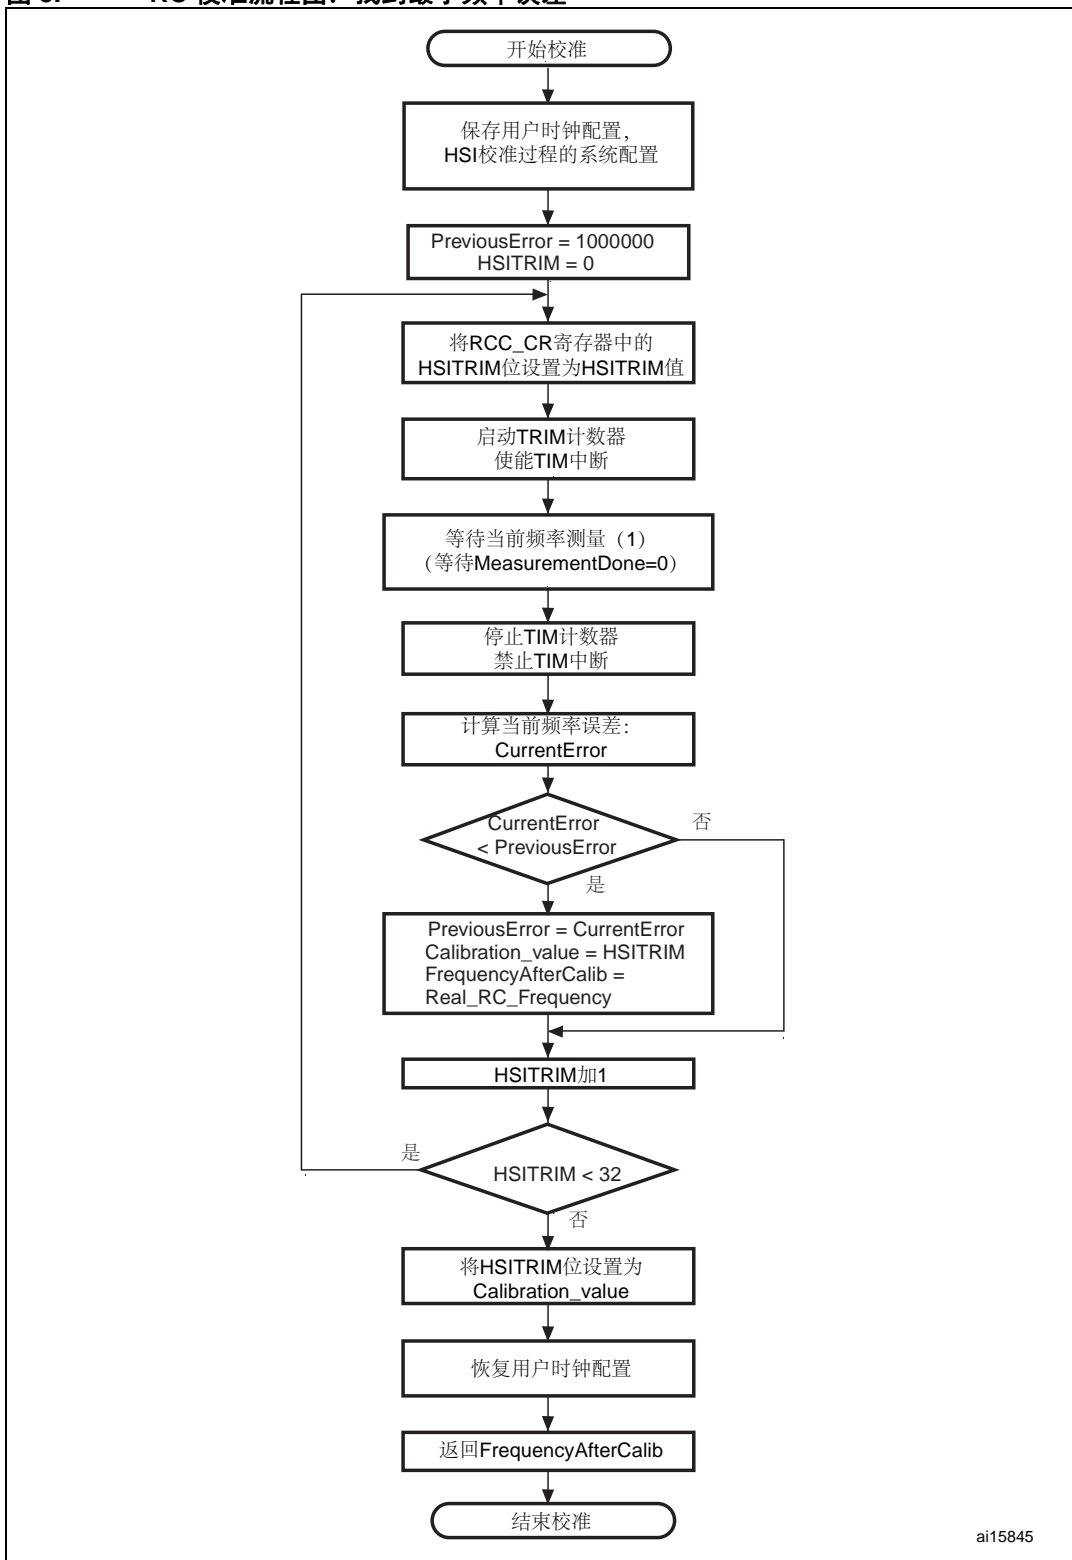 开始校准
保存用户时钟配置，
HSI校准过程的系统配置
PreviousError = 1000000
HSITRIM = 0
将RCC_CR寄存器中的
HSITRIM位设置为HSITRIM值
启动TRIM计数器
使能TIM中断
等待当前频率测量（1）
（等待MeasurementDone=0）
停止TIM计数器
禁止TIM中断
计算当前频率误差：
CurrentError
CurrentError
< PreviousError
否
是
PreviousError = CurrentError
Calibration_value = HSITRIM
FrequencyAfterCalib =
Real_RC_Frequency
HSITRIM加1
是
HSITRIM < 32
否
将HSITRIM位设置为
Calibration_value
恢复用户时钟配置
返回FrequencyAfterCalib
结束校准
ai15845